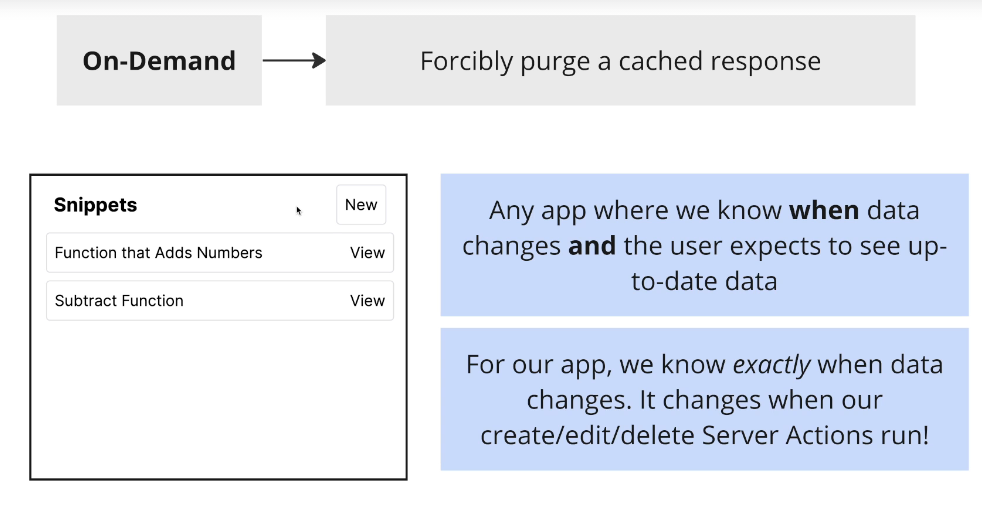 On-Demand
Forcibly purge a cached response
Snippets
New
Function that Adds Numbers
View
Subtract Function
View
Any app where we know when data
changes and the user expects to see up-
to-date data
For our app, we know exactly when data
changes. It changes when our
create/edit/delete Server Actions run!